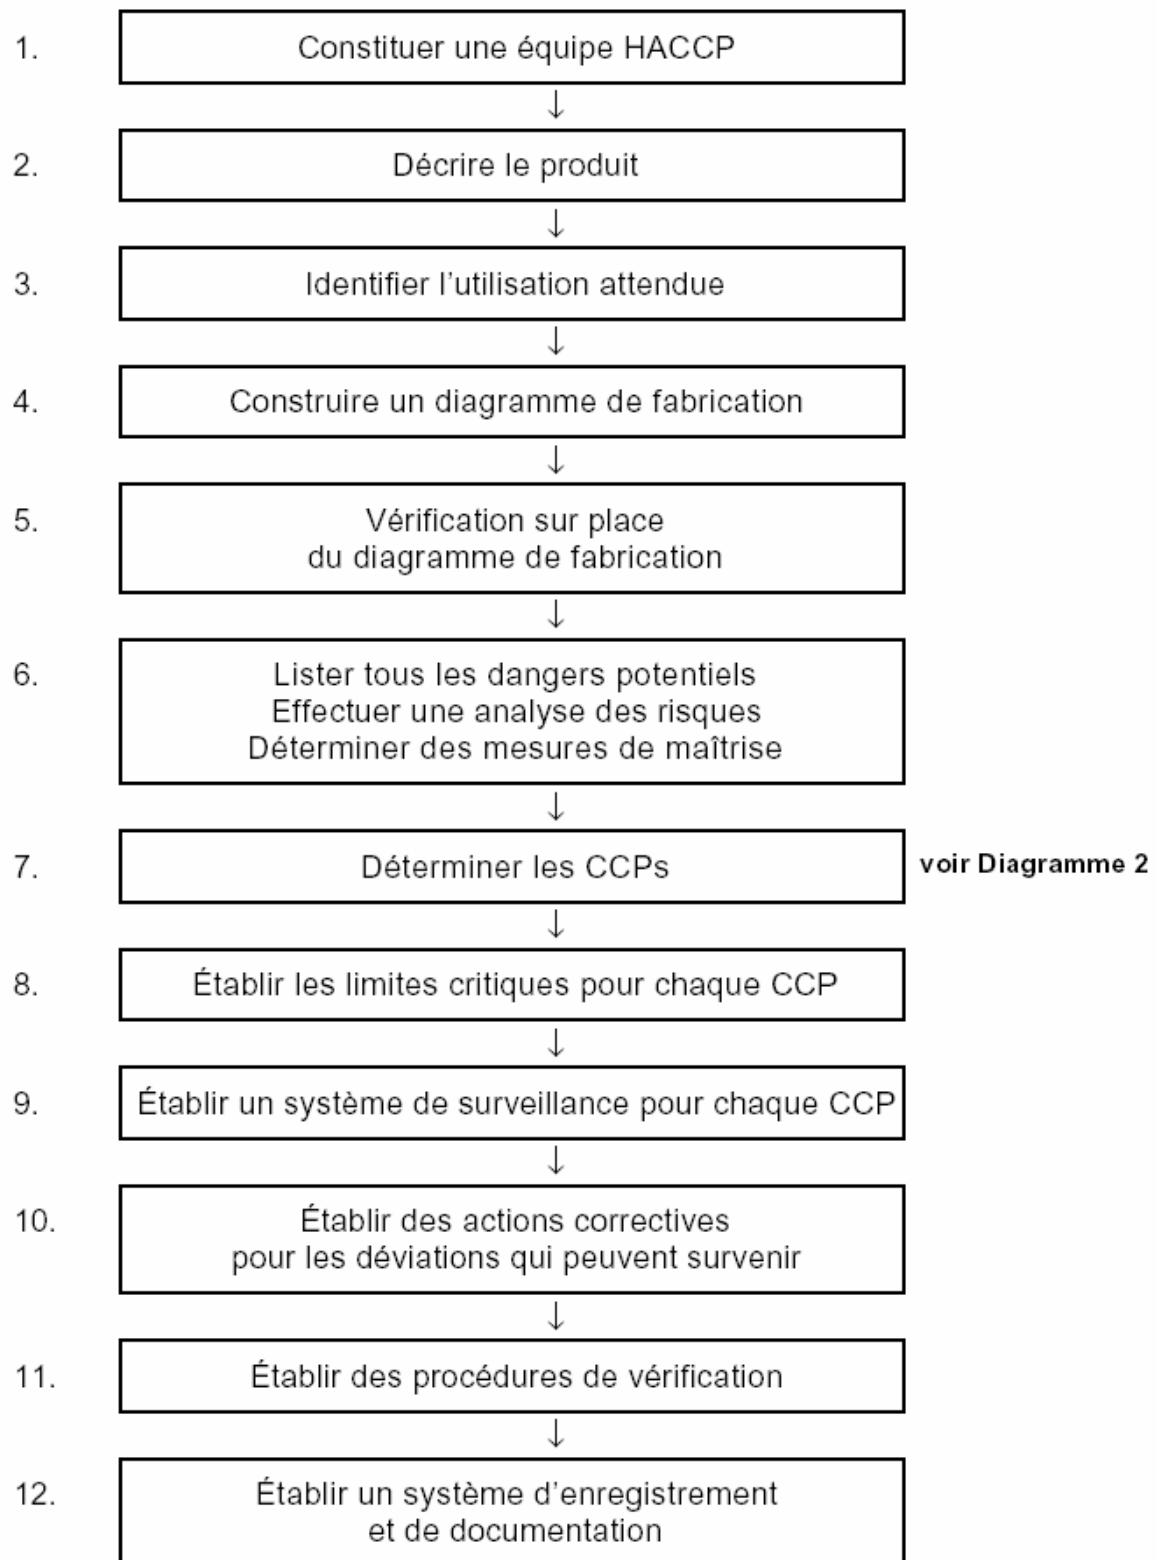 1. Constituer une équipe HACCP
2. Décrire le produit
3. Identifier l'utilisation attendue
4. Construire un diagramme de fabrication
5. Vérification sur place
du diagramme de fabrication
6. Lister tous les dangers potentiels
Effectuer une analyse des risques
Déterminer des mesures de maîtrise
7. Déterminer les CCPs voir Diagramme 2
8. Établir les limites critiques pour chaque CCP
9. Établir un système de surveillance pour chaque CCP
10. Établir des actions correctives
pour les déviations qui peuvent survenir
11. Établir des procédures de vérification
12. Établir un système d'enregistrement
et de documentation